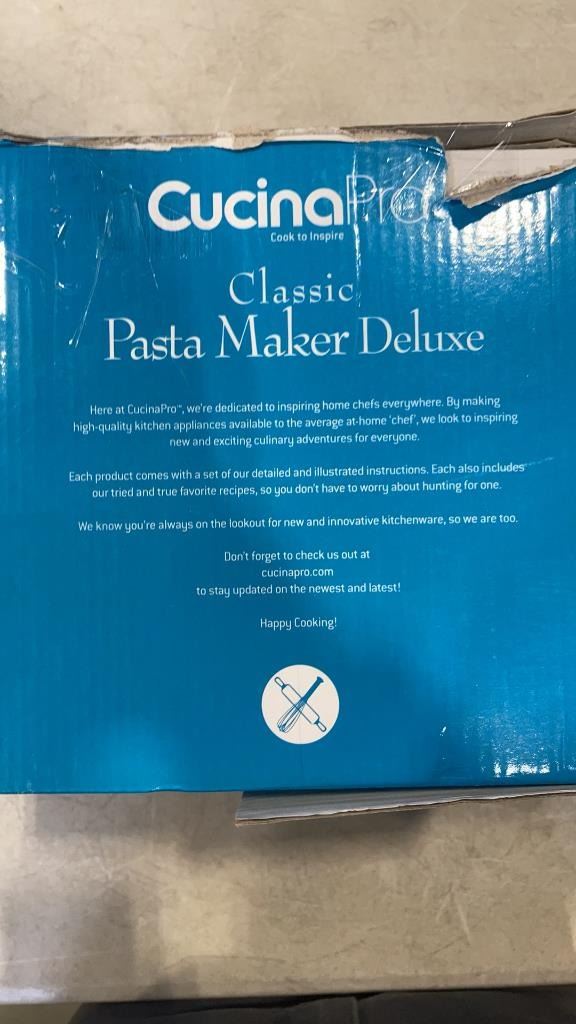 CucinaPro
Cook to Inspire
Classic
Pasta Maker Deluxe
Here at CucinaPro™, we're dedicated to inspiring home chefs everywhere. By making
high-quality kitchen appliances available to the average at-home 'chef', we look to inspiring
new and exciting culinary adventures for everyone.
Each product comes with a set of our detailed and illustrated instructions. Each also includes
our tried and true favorite recipes, so you don't have to worry about hunting for one.
We know you're always on the lookout for new and innovative kitchenware, so we are too.
Don't forget to check us out at
cucinapro.com
to stay updated on the newest and latest!
Happy Cooking!